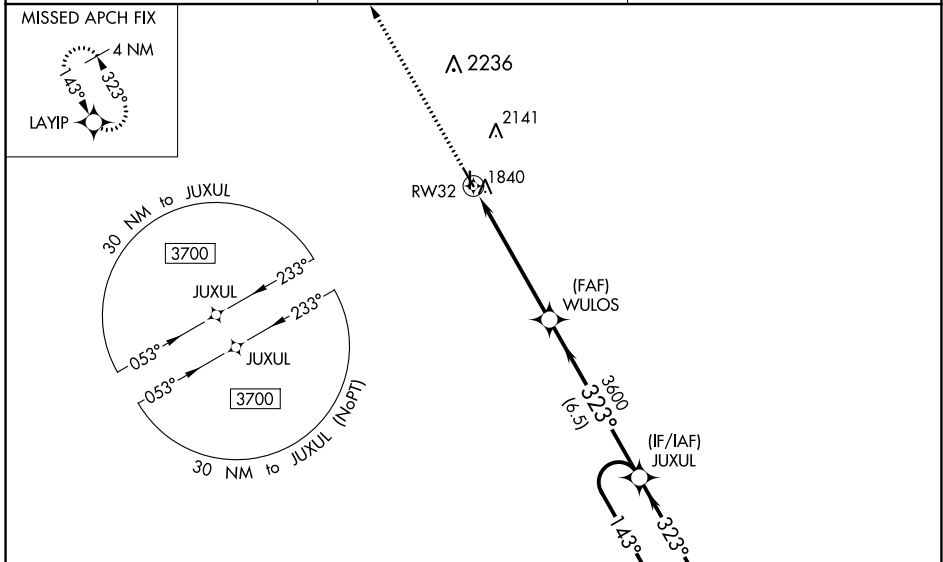 MISSED APCH FIX
4 NM
143°
323°
LAYIP
2236
2141
1840
RW32
30 NM to JUXUL
3700
JUXUL
233°
053°
233°
JUXUL
053°
3700
30 NM to JUXUL (NoPT)
(FAF)
WULOS
3600
323°
(6.5)
(IF/IAF)
JUXUL
143°
323°